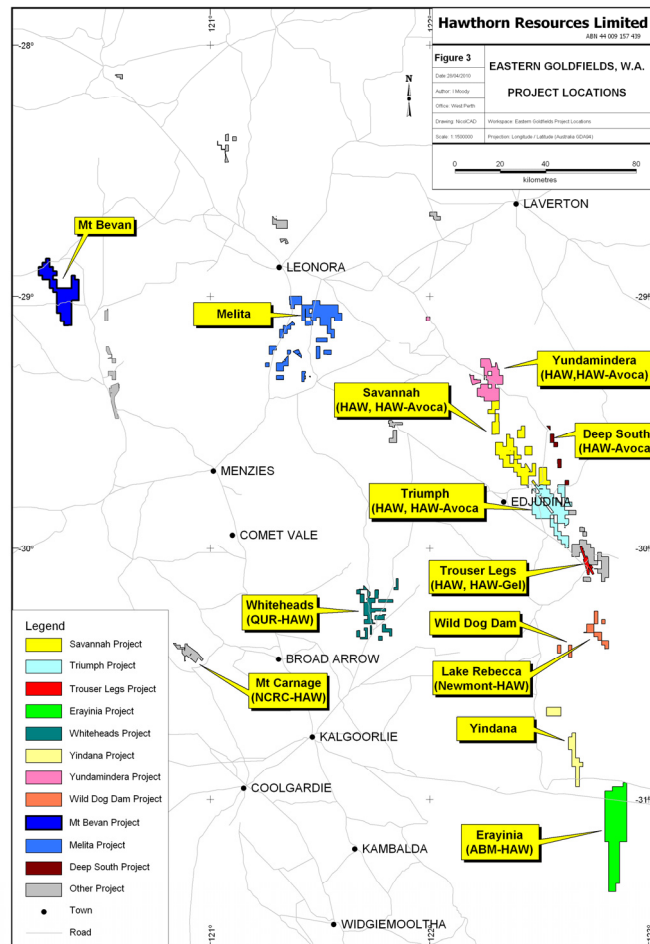 Hawthorn Resources Limited
ABN 44 009 157 439
Figure 3
Date: 28/04/2010
Author: I Moody
Office: West Perth
Drawing: NicolCAD
Scale: 1:1500000
EASTERN GOLDFIELDS, W.A.
PROJECT LOCATIONS
Workspace: Eastern Goldfields Project Locations
Projection: Longitude / Latitude (Australia GDA94)
0 20 40 60 80
kilometres
N
121°
122°
-28°
LAVERTON
Mt Bevan
LEONORA
-29°
-29°
Melita
Yundamindera
(HAW,HAW-Avoca)
Savannah
(HAW, HAW-Avoca)
Deep South
(HAW-Avoca
MENZIES
Triumph
(HAW, HAW-Avoca
EDJUDINA
COMET VALE
-30°
-30°
Trouser Legs
(HAW, HAW-Gel)
Whiteheads
(QUR-HAW)
Wild Dog Dam
BROAD ARROW
Mt Carnage
(NCRC-HAW)
Lake Rebecca
(Newmont-HAW)
KALGOORLIE
Yindana
COOLGARDIE
-31°
KAMBALDA
Erayinia
(ABM-HAW)
WIDGIEMOOLTHA
121°
122°
Legend
Savannah Project
Triumph Project
Trouser Legs Project
Erayinia Project
Whiteheads Project
Yindana Project
Yundamindera Project
Wild Dog Dam Project
Mt Bevan Project
Melita Project
Deep South Project
Other Project
Town
Road